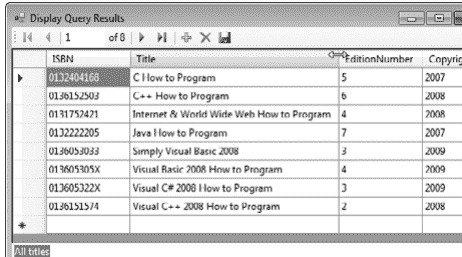 Display Query Results
1 of 8
ISBN Title EditionNumber Copyrig
0132404168 C How to Program 5 2007
0136152503 C++ How to Program 6 2008
0131752421 Internet & World Wide Web How to Program 4 2008
0132222205 Java How to Program 7 2007
0136053033 Simply Visual Basic 2008 3 2009
013605305X Visual Basic 2008 How to Program 4 2009
013605322X Visual C# 2008 How to Program 3 2009
0136151574 Visual C++ 2008 How to Program 2 2008
All titles